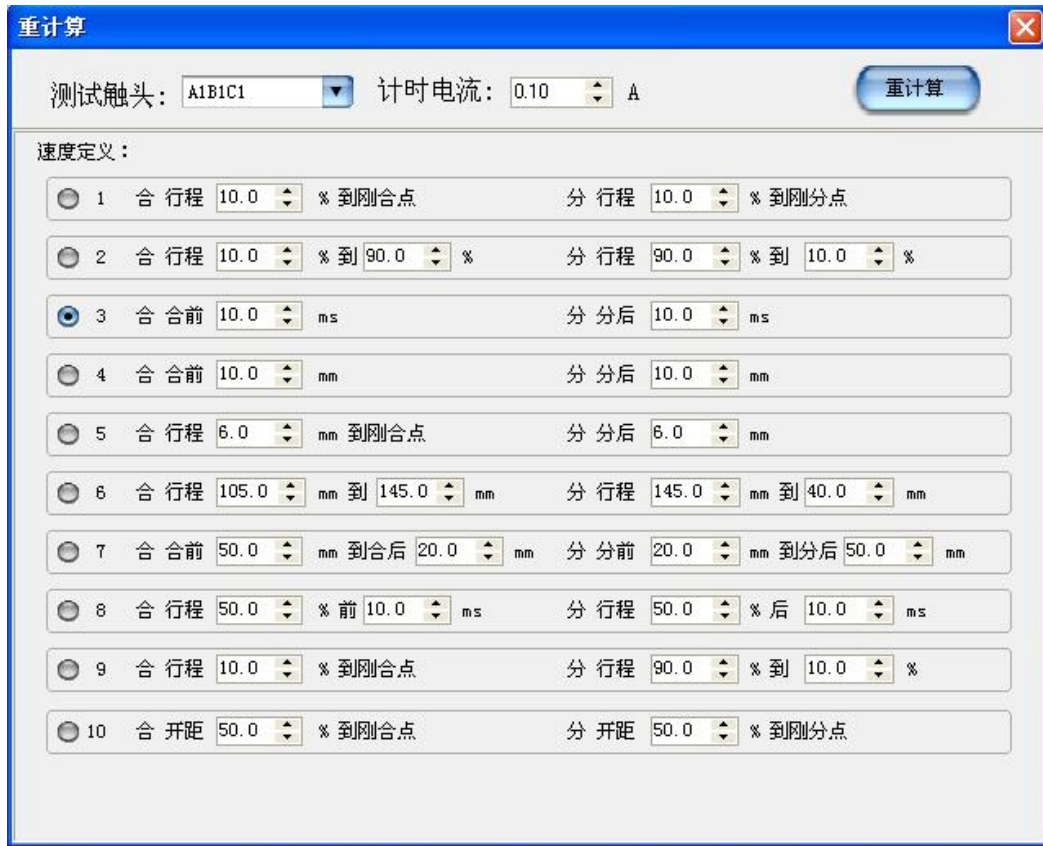 重计算
测试触头: A1B1C1 计时电流: 0.10 A 重计算
速度定义:
1 合 行程 10.0 % 到刚合点 分 行程 10.0 % 到刚分点
2 合 行程 10.0 % 到 90.0 % 分 行程 90.0 % 到 10.0 %
3 合 合前 10.0 ms 分 分后 10.0 ms
4 合 合前 10.0 mm 分 分后 10.0 mm
5 合 行程 6.0 mm 到刚合点 分 分后 6.0 mm
6 合 行程 105.0 mm 到 145.0 mm 分 行程 145.0 mm 到 40.0 mm
7 合 合前 50.0 mm 到合后 20.0 mm 分 分前 20.0 mm 到分后 50.0 mm
8 合 行程 50.0 % 前 10.0 ms 分 行程 50.0 % 后 10.0 ms
9 合 行程 10.0 % 到刚合点 分 行程 90.0 % 到 10.0 %
10 合 开距 50.0 % 到刚合点 分 开距 50.0 % 到刚分点